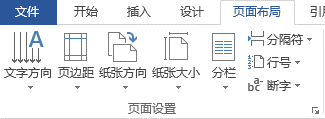 文件 开始 插入 设计 页面布局 引用
A
文字方向 页边距 纸张方向 纸张大小 分栏
分隔符
行号
断字
页面设置